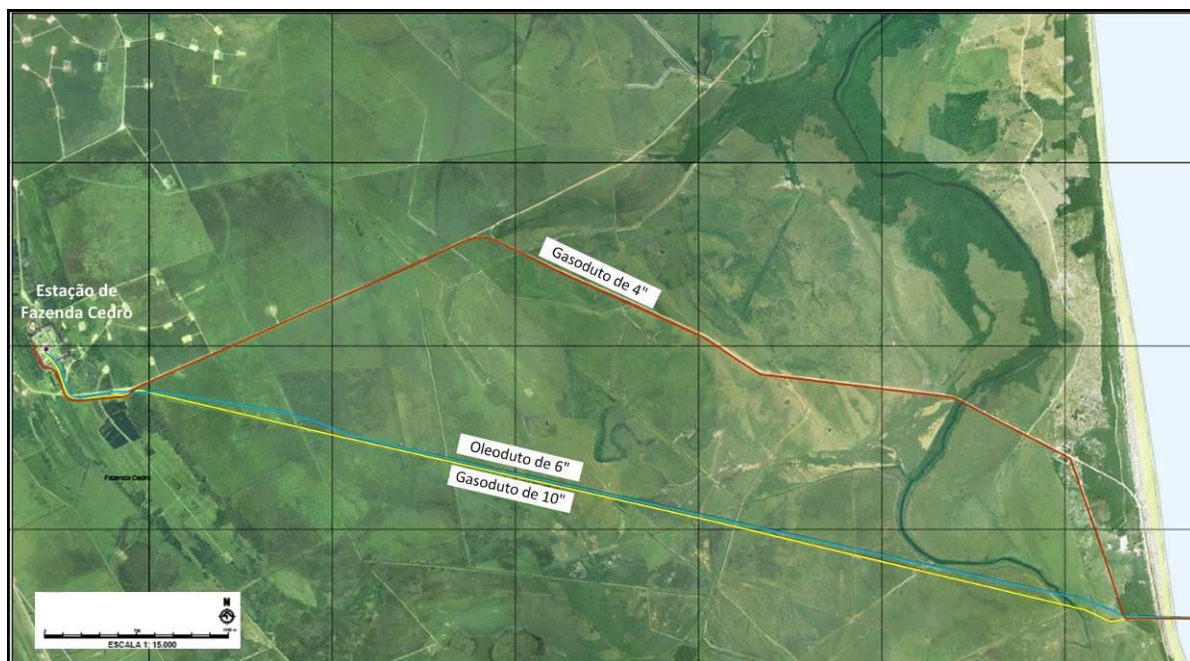 Gasoduto de 4"
Estação de
Fazenda Cedro
Oleoduto de 6"
Gasoduto de 10"
Fazenda Cedro
N
ESCALA 1: 15.000